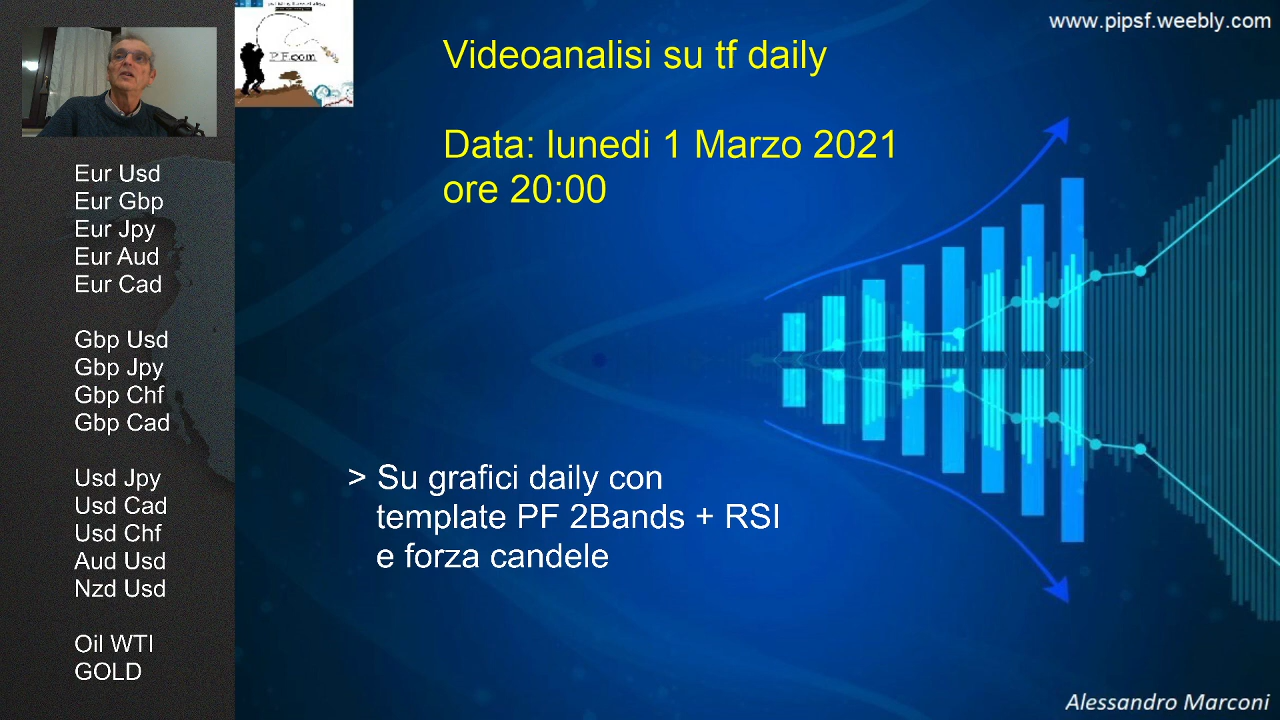 www.pipsf.weebly.com
P F.com
Videoanalisi su tf daily
Data: lunedi 1 Marzo 2021
ore 20:00
Eur Usd
Eur Gbp
Eur Jpy
Eur Aud
Eur Cad
Gbp Usd
Gbp Jpy
Gbp Chf
Gbp Cad
Usd Jpy
Usd Cad
Usd Chf
Aud Usd
Nzd Usd
Oil WTI
GOLD
> Su grafici daily con
template PF 2Bands + RSI
e forza candele
Alessandro Marconi